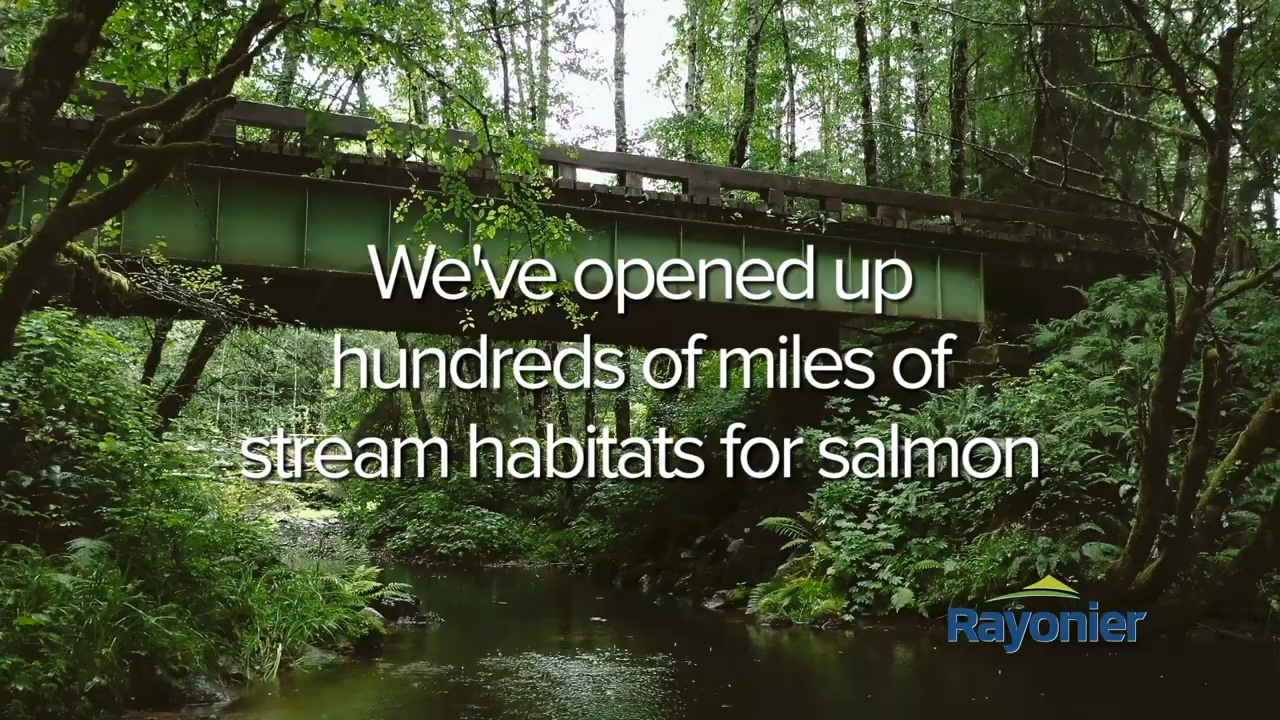 We've opened up
hundreds of miles of
stream habitats for salmon
Rayonier